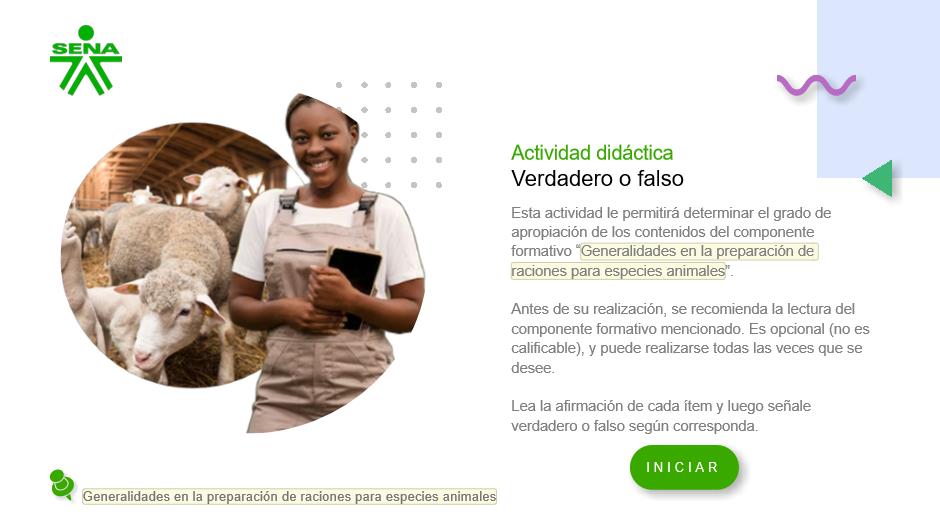 SENA
Actividad didáctica
Verdadero o falso
Esta actividad le permitirá determinar el grado de
apropiación de los contenidos del componente
formativo “Generalidades en la preparación de
raciones para especies animales”.
Antes de su realización, se recomienda la lectura del
componente formativo mencionado. Es opcional (no es
calificable), y puede realizarse todas las veces que se
desee.
Lea la afirmación de cada ítem y luego señale
verdadero o falso según corresponda.
INICIAR
Generalidades en la preparación de raciones para especies animales